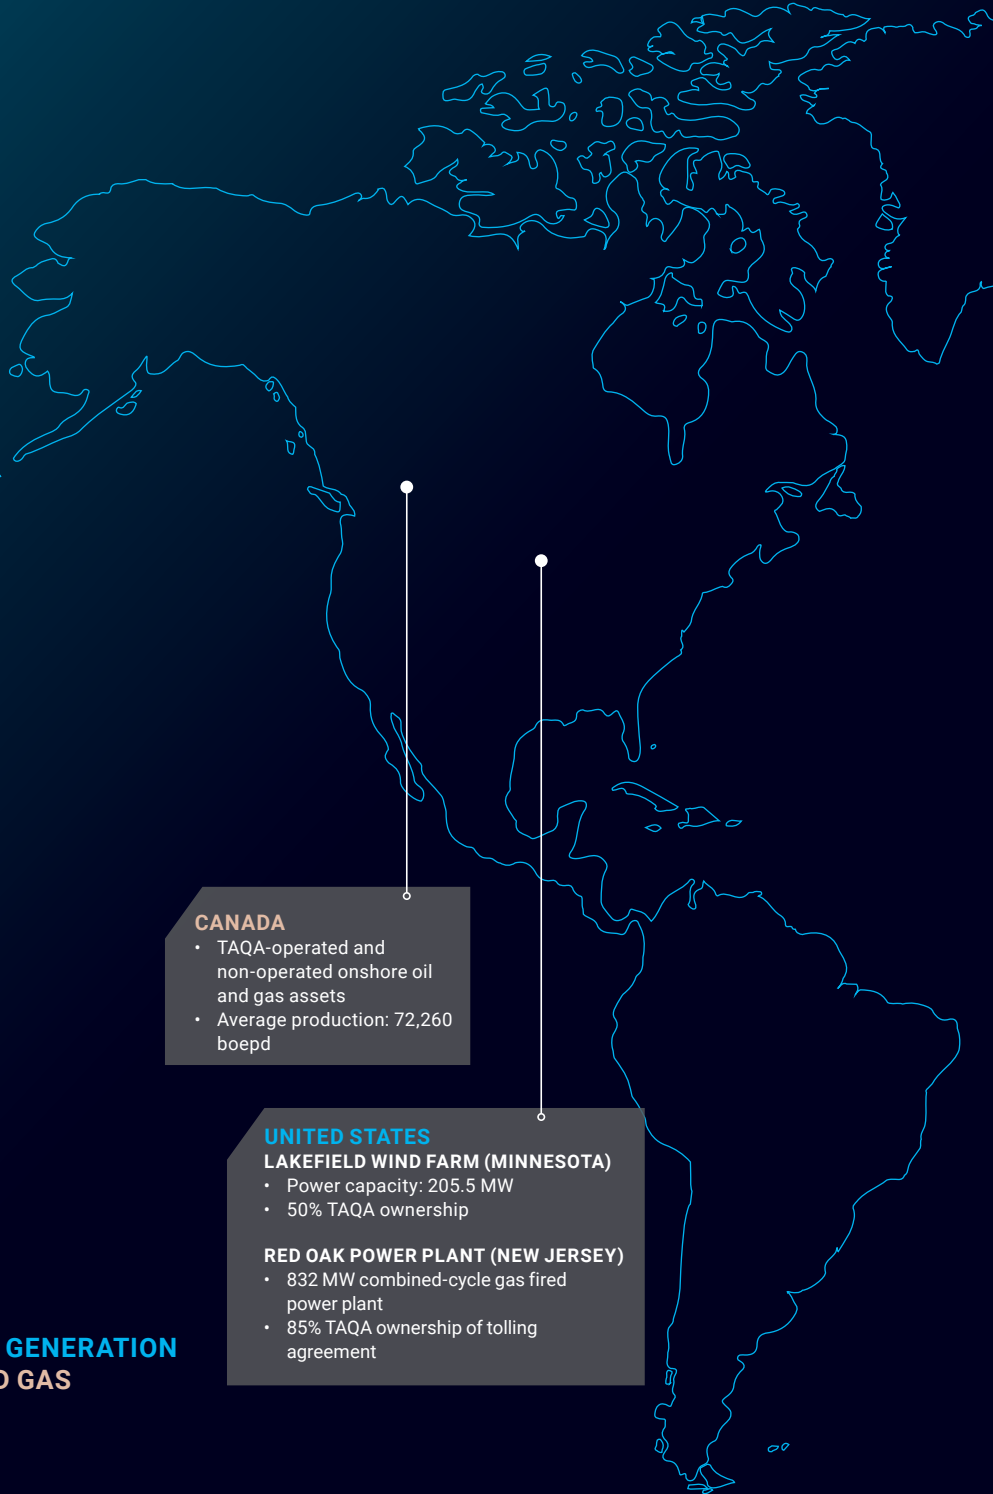 CANADA
• TAQA-operated and
non-operated onshore oil
and gas assets
• Average production: 72,260
boepd
UNITED STATES
LAKEFIELD WIND FARM (MINNESOTA)
• Power capacity: 205.5 MW
• 50% TAQA ownership
RED OAK POWER PLANT (NEW JERSEY)
• 832 MW combined-cycle gas fired
power plant
• 85% TAQA ownership of tolling
agreement
GENERATION
GAS